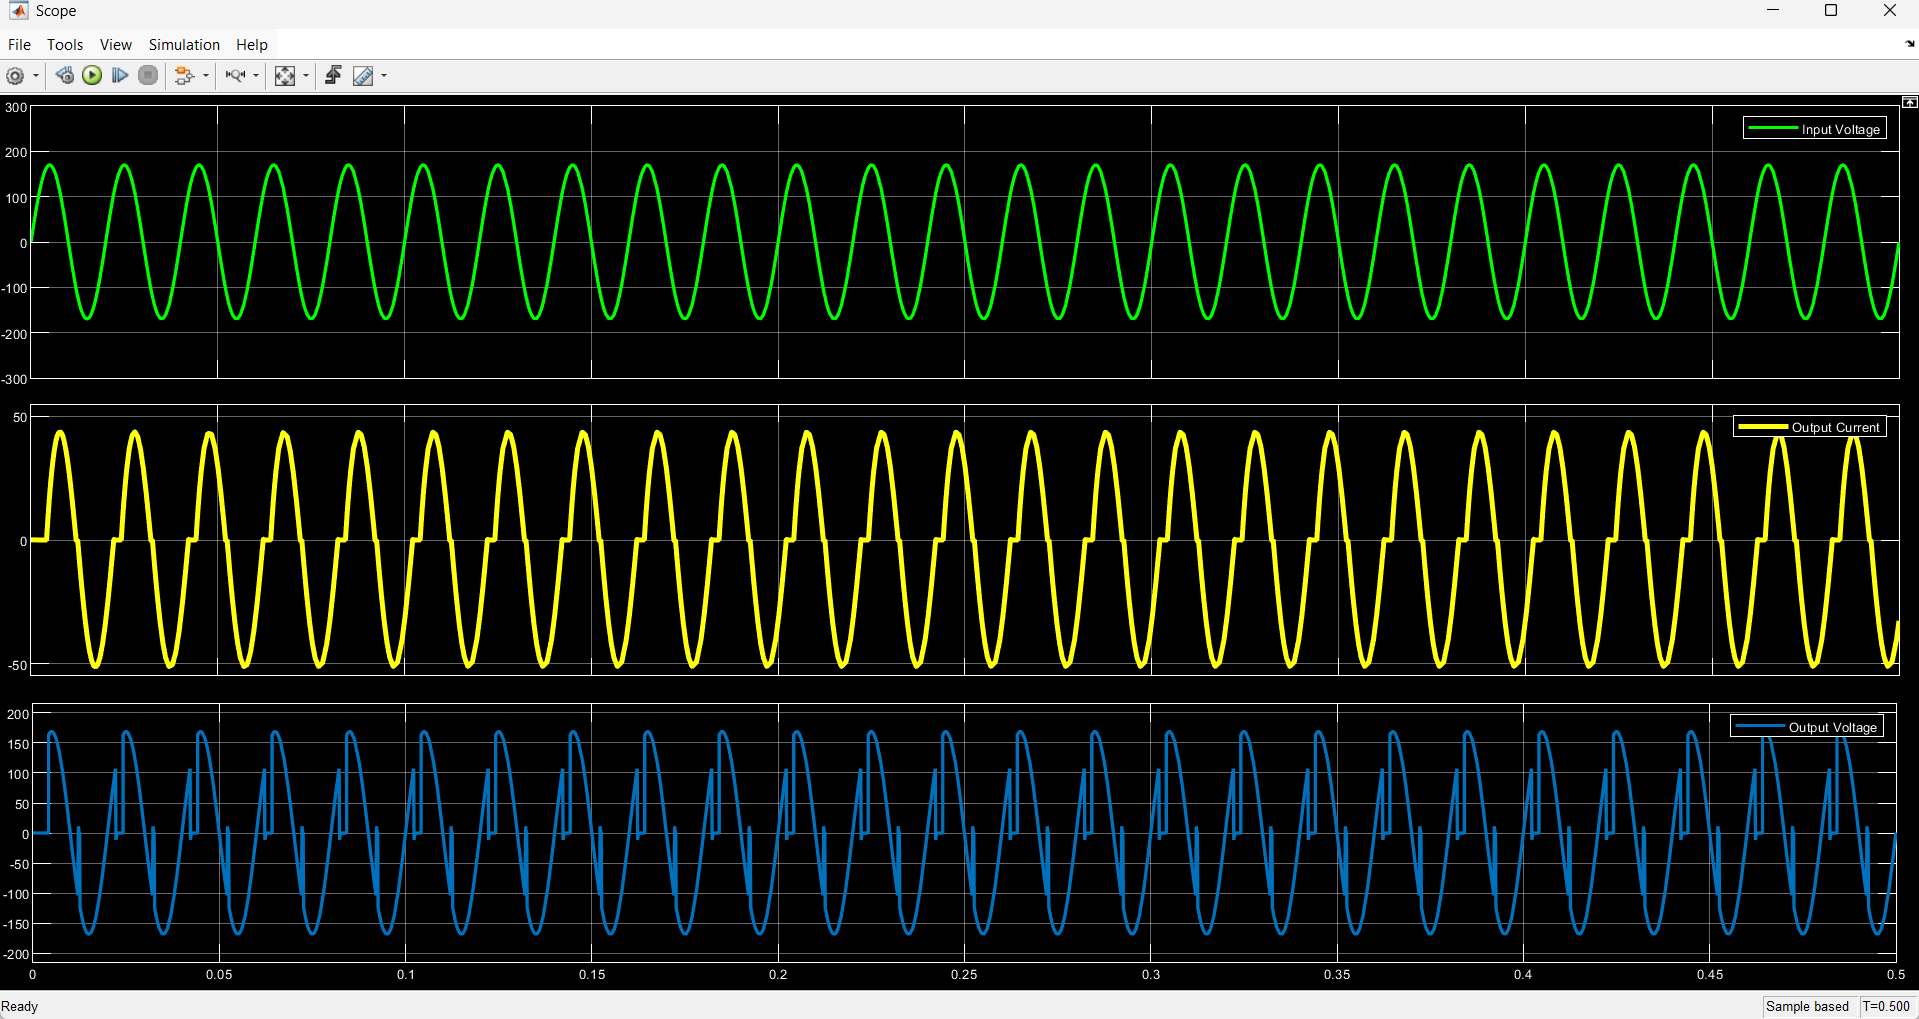 Scope
File Tools View Simulation Help
300
Input Voltage
200
100
0
-100
-200
-300
50
Output Current
0
-50
200
Output Voltage
150
100
50
0
-50
-100
-150
-200
0 0.05 0.1 0.15 0.2 0.25 0.3 0.35 0.4 0.45 0.5
Ready Sample based T=0.500